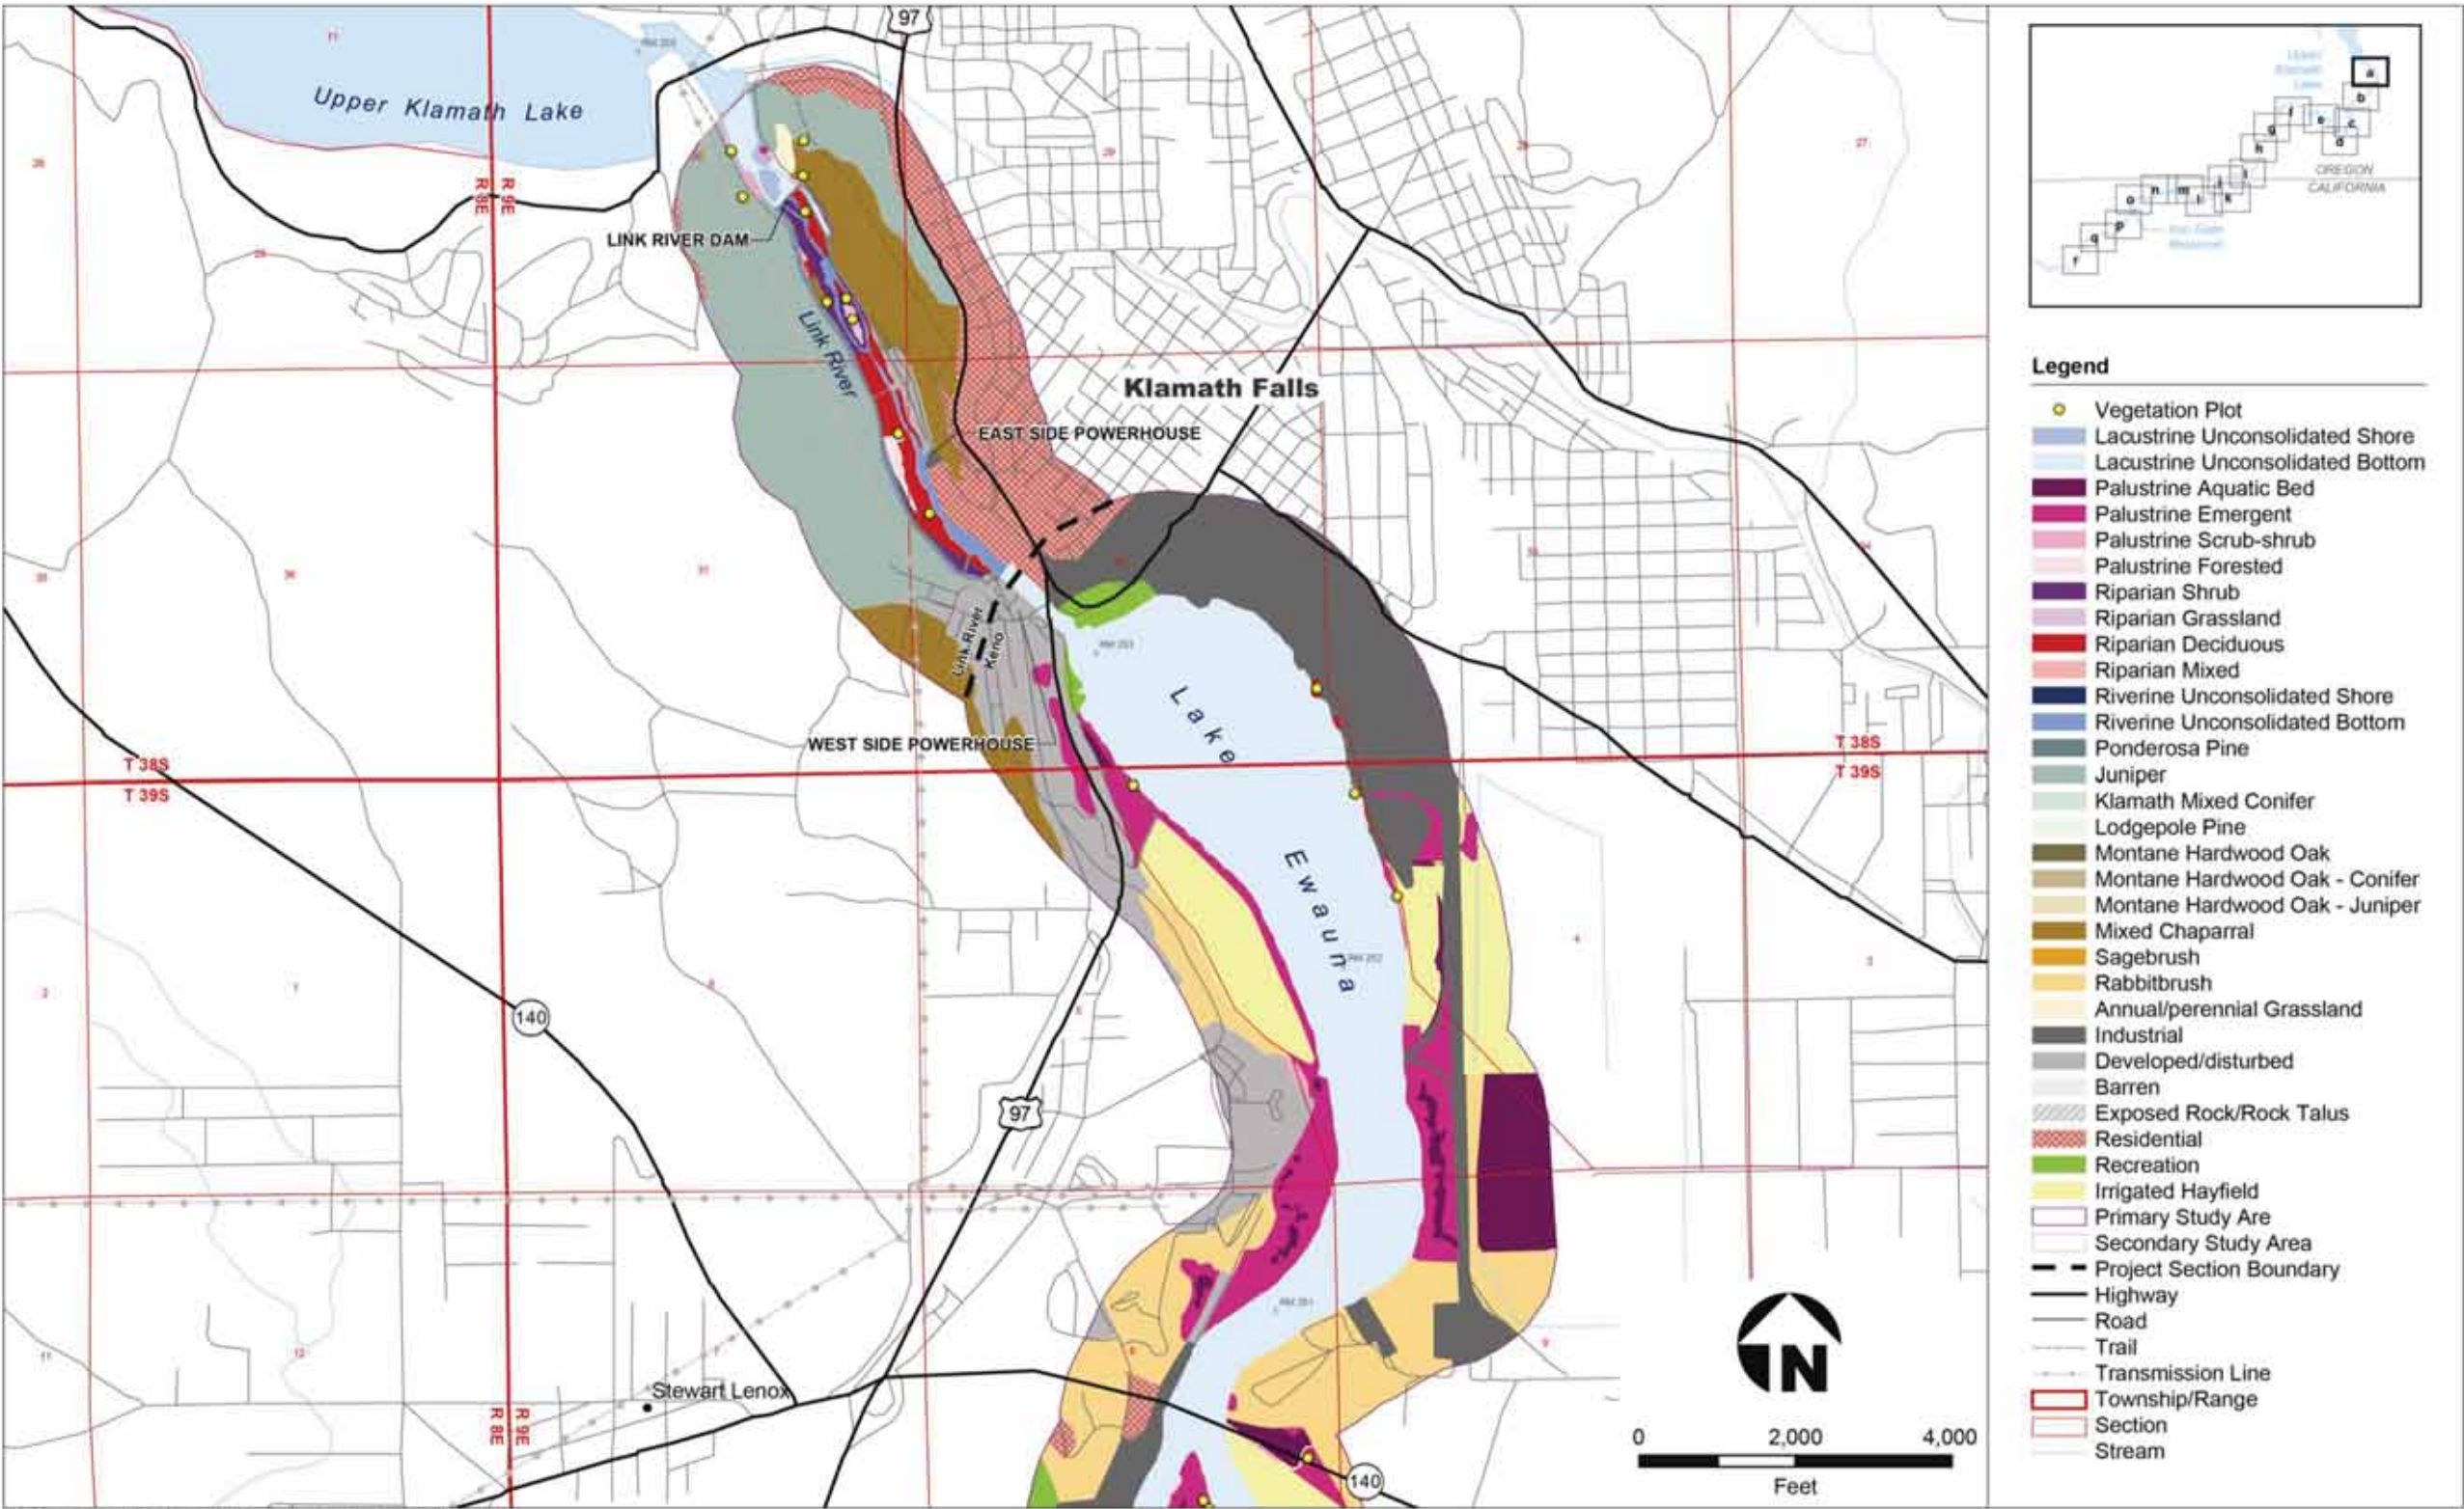 97
Upper Klamath Lake
R 8E
R 9E
LINK RIVER DAM
Link River
Klamath Falls
EAST SIDE POWERHOUSE
Link River
Keno
WEST SIDE POWERHOUSE
Lake
Ewauna
T 38S
T 39S
T 38S
T 39S
140
97
Stewart Lenox
R 8E
R 9E
140
N
0 2,000 4,000
Feet
OREGON
CALIFORNIA
Legend
Vegetation Plot
Lacustrine Unconsolidated Shore
Lacustrine Unconsolidated Bottom
Palustrine Aquatic Bed
Palustrine Emergent
Palustrine Scrub-shrub
Palustrine Forested
Riparian Shrub
Riparian Grassland
Riparian Deciduous
Riparian Mixed
Riverine Unconsolidated Shore
Riverine Unconsolidated Bottom
Ponderosa Pine
Juniper
Klamath Mixed Conifer
Lodgepole Pine
Montane Hardwood Oak
Montane Hardwood Oak - Conifer
Montane Hardwood Oak - Juniper
Mixed Chaparral
Sagebrush
Rabbitbrush
Annual/perennial Grassland
Industrial
Developed/disturbed
Barren
Exposed Rock/Rock Talus
Residential
Recreation
Irrigated Hayfield
Primary Study Are
Secondary Study Area
Project Section Boundary
Highway
Road
Trail
Transmission Line
Township/Range
Section
Stream